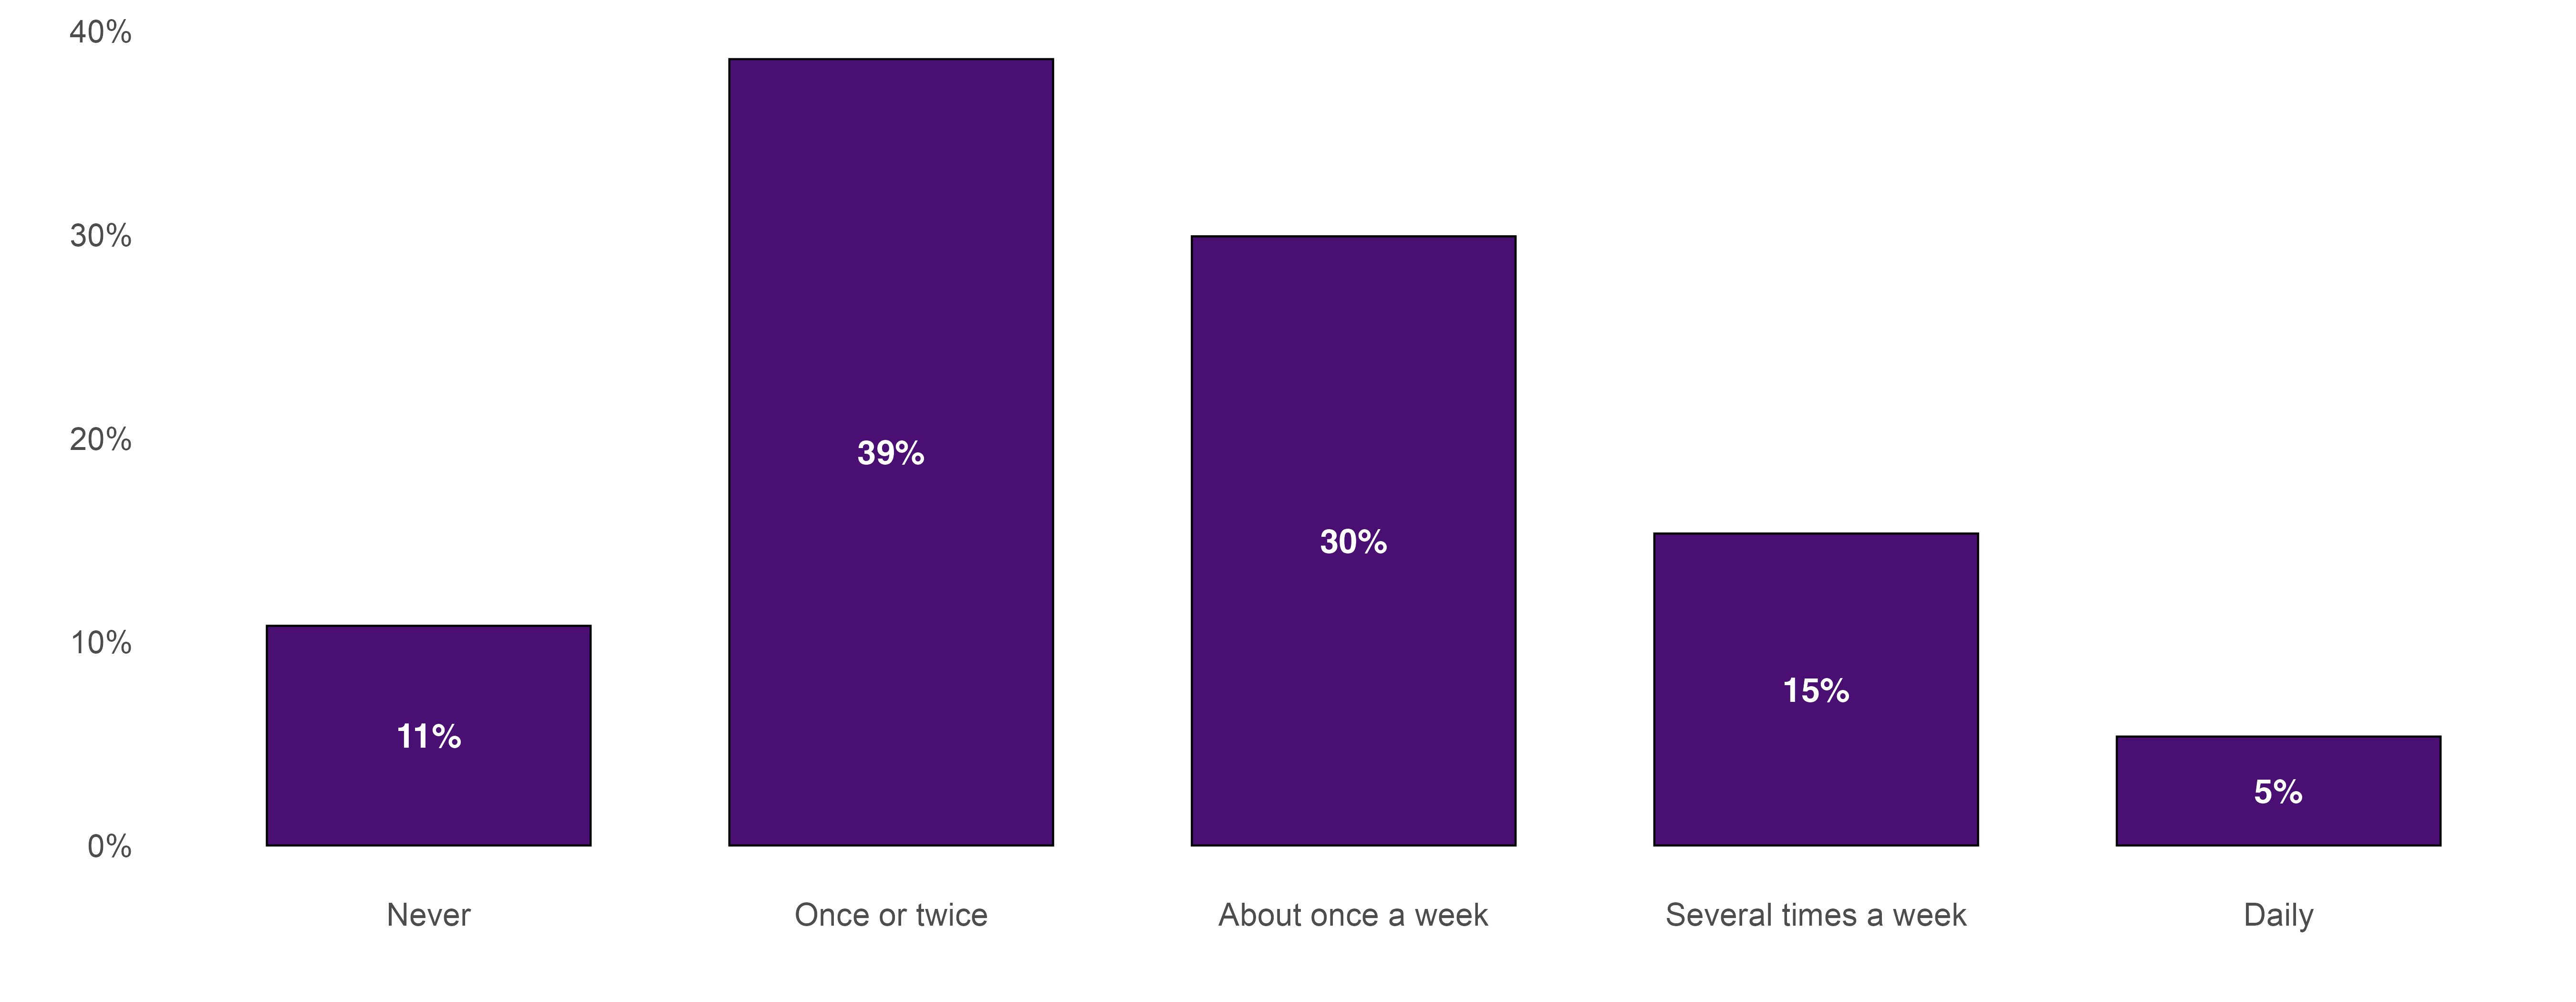 40%
30%
20%
10%
0%
11%
39%
30%
15%
5%
Never
Once or twice
About once a week
Several times a week
Daily